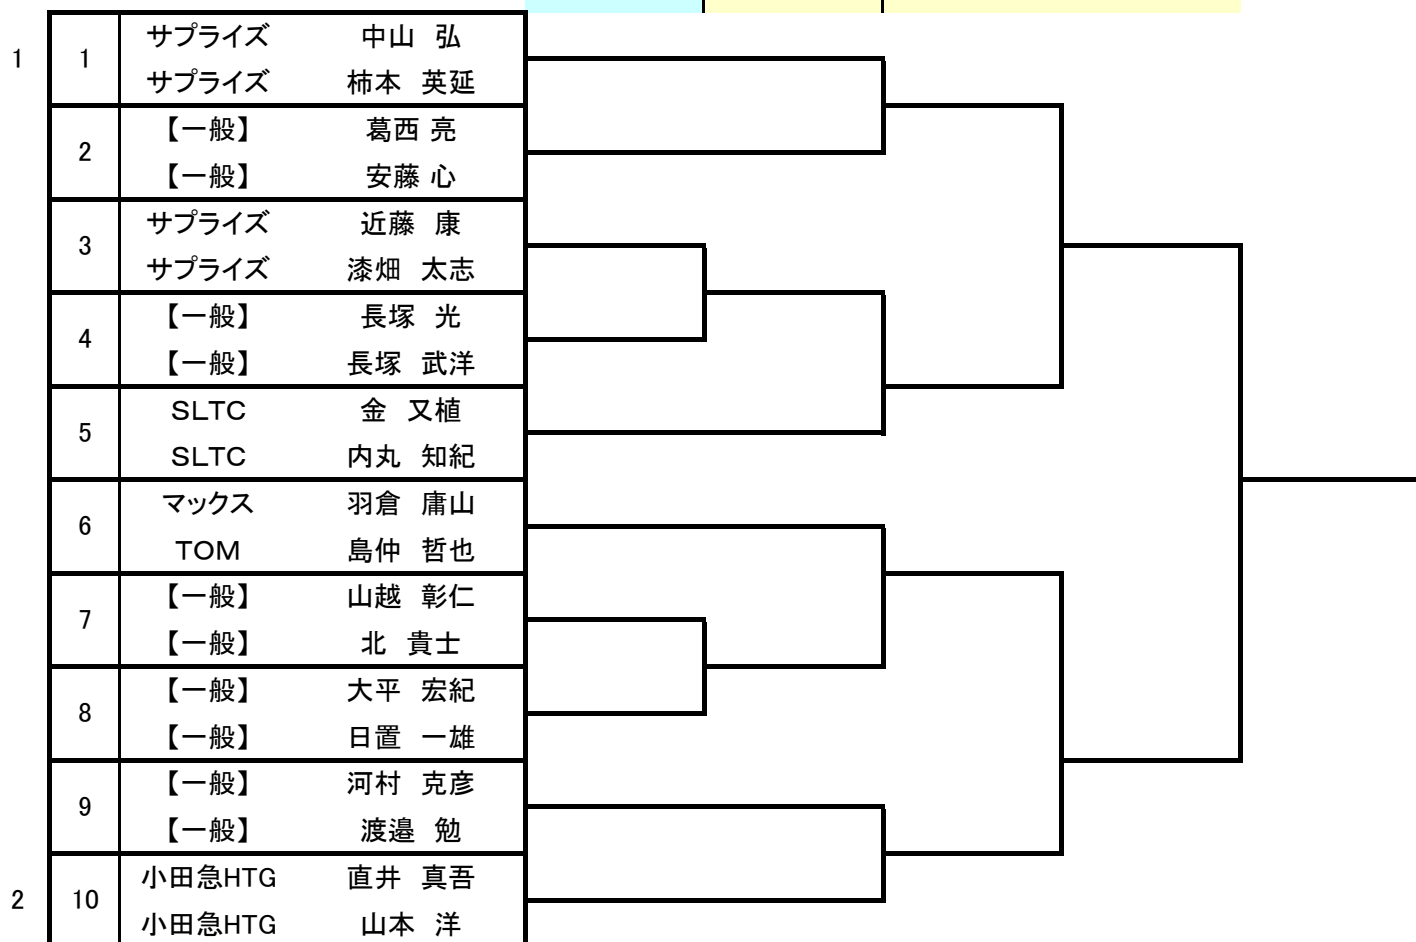 サプライズ 中山 弘
1 1
サプライズ 柿本 英延
【一般】 葛西 亮
2
【一般】 安藤 心
サプライズ 近藤 康
3
サプライズ 漆畑 太志
【一般】 長塚 光
4
【一般】 長塚 武洋
SLTC 金 又植
5
SLTC 内丸 知紀
マックス 羽倉 庸山
6
TOM 島仲 哲也
【一般】 山越 彰仁
7
【一般】 北 貴士
【一般】 大平 宏紀
8
【一般】 日置 一雄
【一般】 河村 克彦
9
【一般】 渡邉 勉
小田急HTG 直井 真吾
2 10
小田急HTG 山本 洋